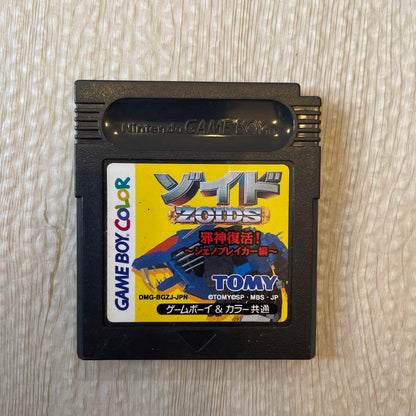 Nintendo GAME BOY
GAME BOY COLOR
ゾイド
ZOIDS
邪神復活!
~ジェノブレイカー編~
TOMY
DMG-BGZJ-JPN ©TOMY©SP・MBS・JP
ゲームボーイ & カラー 共通